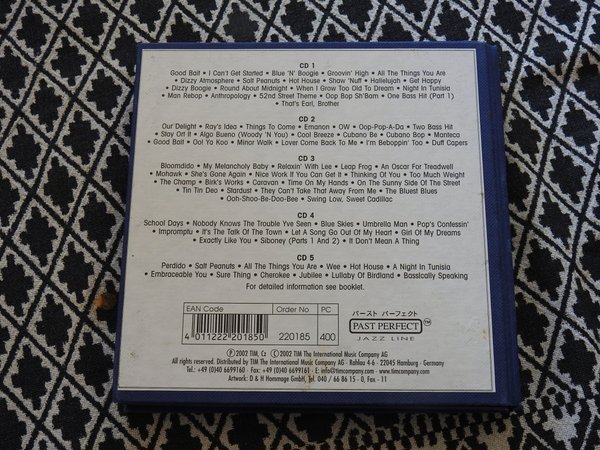 CD 1
Good Bait • I Can't Get Started • Blue 'N' Boogie • Groovin' High • All The Things You Are
• Dizzy Atmosphere • Salt Peanuts • Hot House • Shaw 'Nuff • Hallelujah • Get Happy
• Dizzy Boogie • Round About Midnight • When I Grow Too Old To Dream • Night In Tunisia
• Man Rebop • Anthropology • 52nd Street Theme • Oop Bop Sh'Bam • One Bass Hit (Part 1)
• That's Earl, Brother
CD 2
Our Delight • Ray's Idea • Things To Come • Emanon • OW • Oop-Pop-A-Da • Two Bass Hit
• Stay On It • Algo Bueno (Woody 'N You) • Cool Breeze • Cubano Be • Cubano Bop • Manteca
• Good Bait • Ool Ya Koo • Minor Walk • Lover Come Back To Me • I'm Beboppin' Too • Duff Capers
CD 3
Bloomdido • My Melancholy Baby • Relaxin' With Lee • Leap Frog • An Oscar For Treadwell
• Mohawk • She's Gone Again • Nice Work If You Can Get It • Thinking Of You • Too Much Weight
• The Champ • Birk's Works • Caravan • Time On My Hands • On The Sunny Side Of The Street
• Tin Tin Deo • Stardust • They Can't Take That Away From Me • The Bluest Blues
• Ooh-Shoo-Be-Doo-Bee • Swing Low, Sweet Cadillac
CD 4
School Days • Nobody Knows The Trouble I've Seen • Blue Skies • Umbrella Man • Pop's Confessin'
• Impromptu • It's The Talk Of The Town • Let A Song Go Out Of My Heart • Girl Of My Dreams
• Exactly Like You • Siboney (Parts 1 And 2) • It Don't Mean A Thing
CD 5
Perdido • Salt Peanuts • All The Things You Are • Wee • Hot House • A Night In Tunisia
• Embraceable You • Sure Thing • Cherokee • Jubilee • Lullaby Of Birdland • Bassically Speaking
For detailed information see booklet.
EAN Code
Order No
PC
4 011222 201850
220185
400
パースト パーフェクト
PAST PERFECT TM
JAZZ LINE
℗ 2002 TIM, Cz © 2002 TIM The International Music Company AG
All rights reserved. Distributed by TIM The International Music Company AG · Rahlau 4-6 · 22045 Hamburg · Germany
Tel.: +49 (0)40 6699160 · Fax: +49 (0)40 6699161 · E: info@timcompany.com · www.timcompany.com
Artwork: D & H Hommage GmbH, Tel. 040 / 66 86 15 - 0, Fax - 11